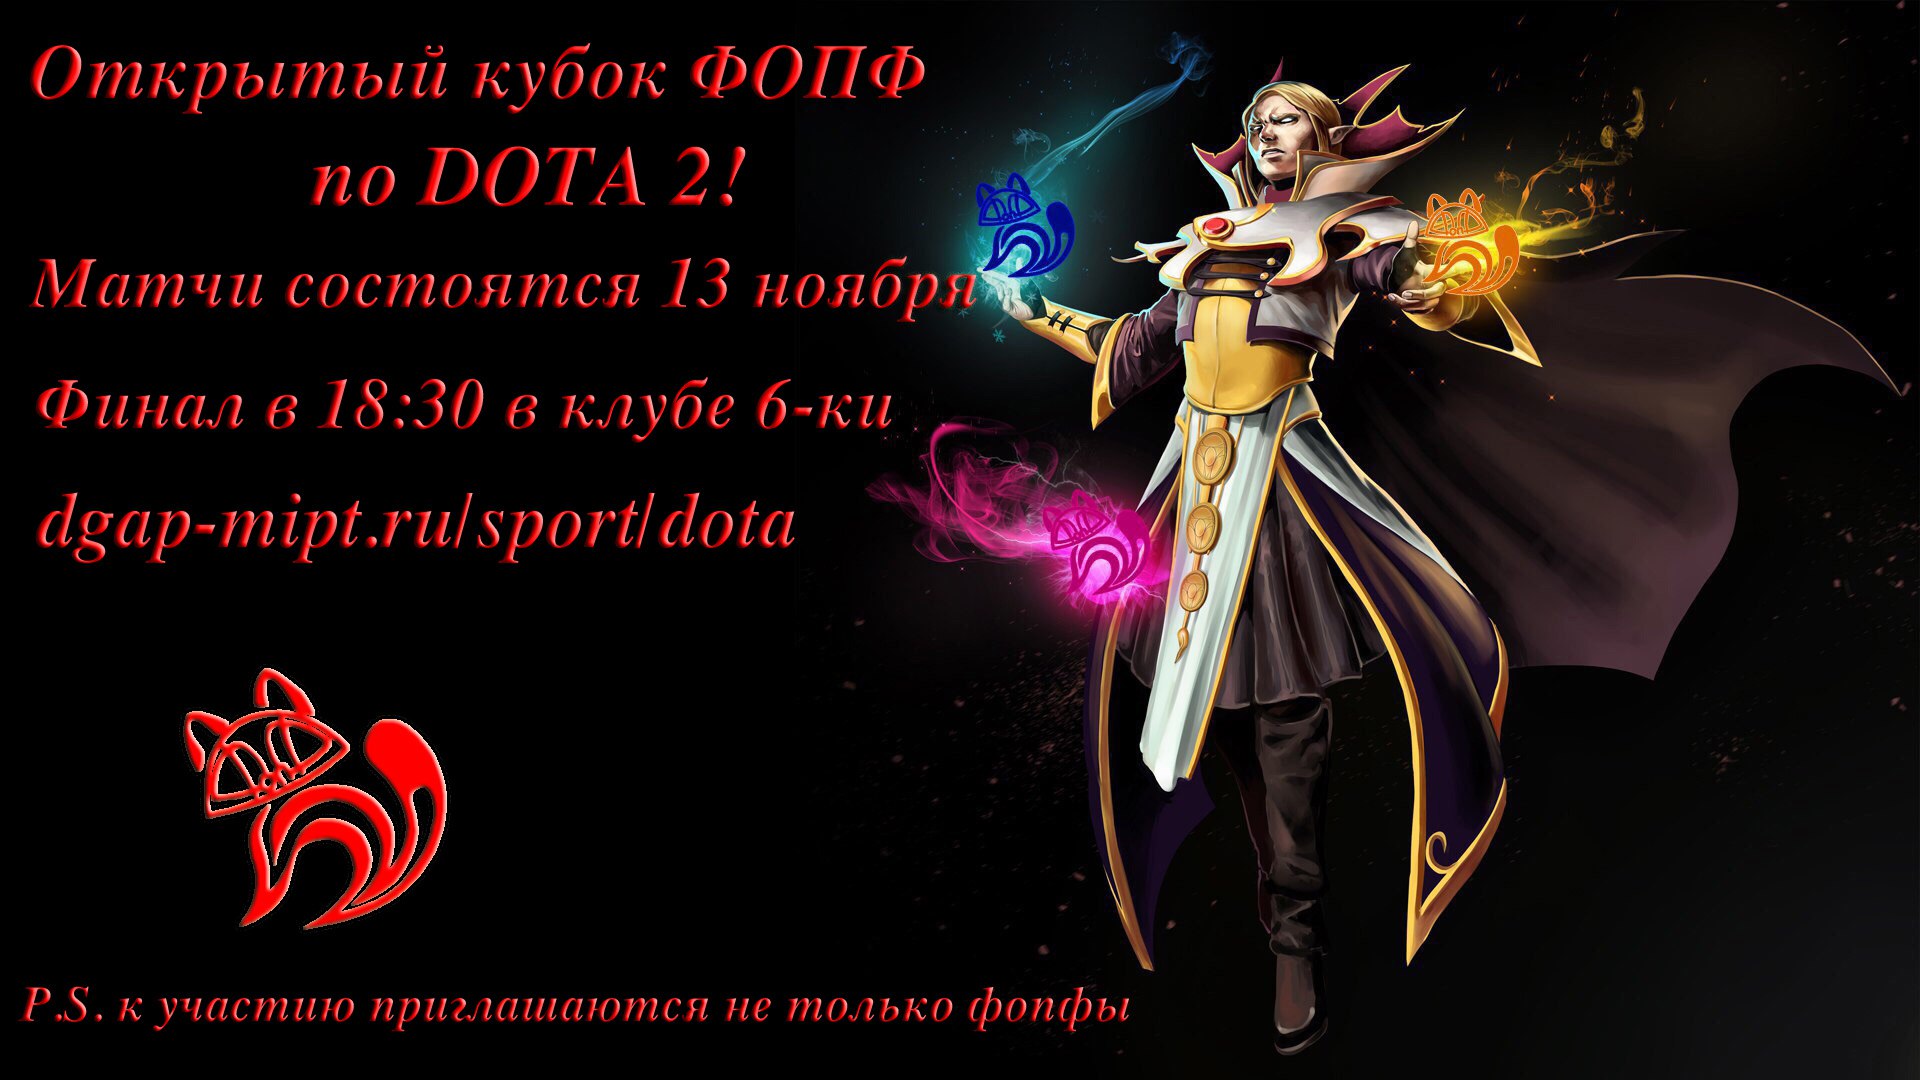 Открытый кубок ФОПФ
по DOTA 2!
Матчи состоятся 13 ноября
Финал в 18:30 в клубе 6-ки
dgap-mipt.ru/sport/dota
P.S. к участию приглашаются не только фопфы